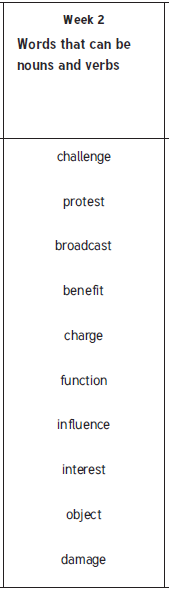 Week 2
Words that can be
nouns and verbs
challenge
protest
broadcast
benefit
charge
function
influence
interest
object
damage